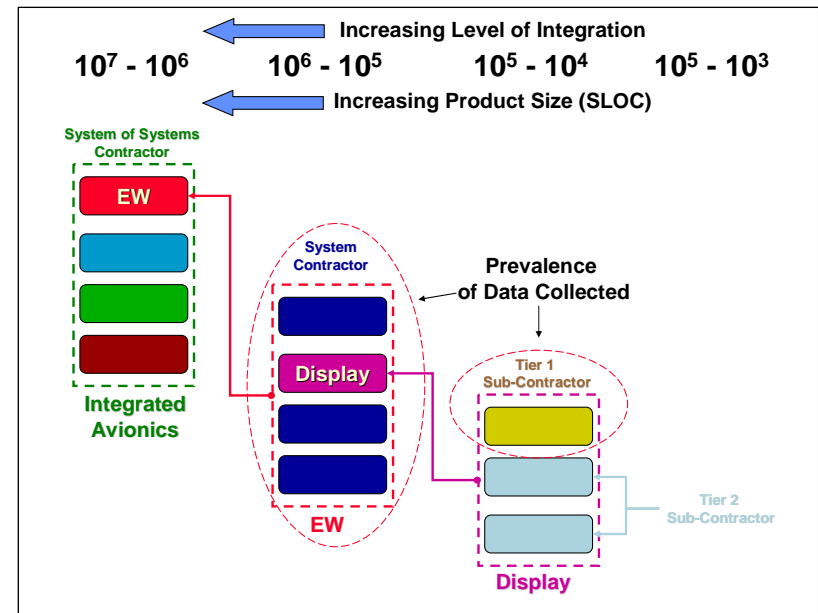 Increasing Level of Integration
10⁷ - 10⁶ 10⁶ - 10⁵ 10⁵ - 10⁴ 10⁵ - 10³
Increasing Product Size (SLOC)
System of Systems
Contractor
EW
System
Contractor
Prevalence
of Data Collected
Display
Tier 1
Sub-Contractor
Integrated
Avionics
Tier 2
Sub-Contractor
EW
Display